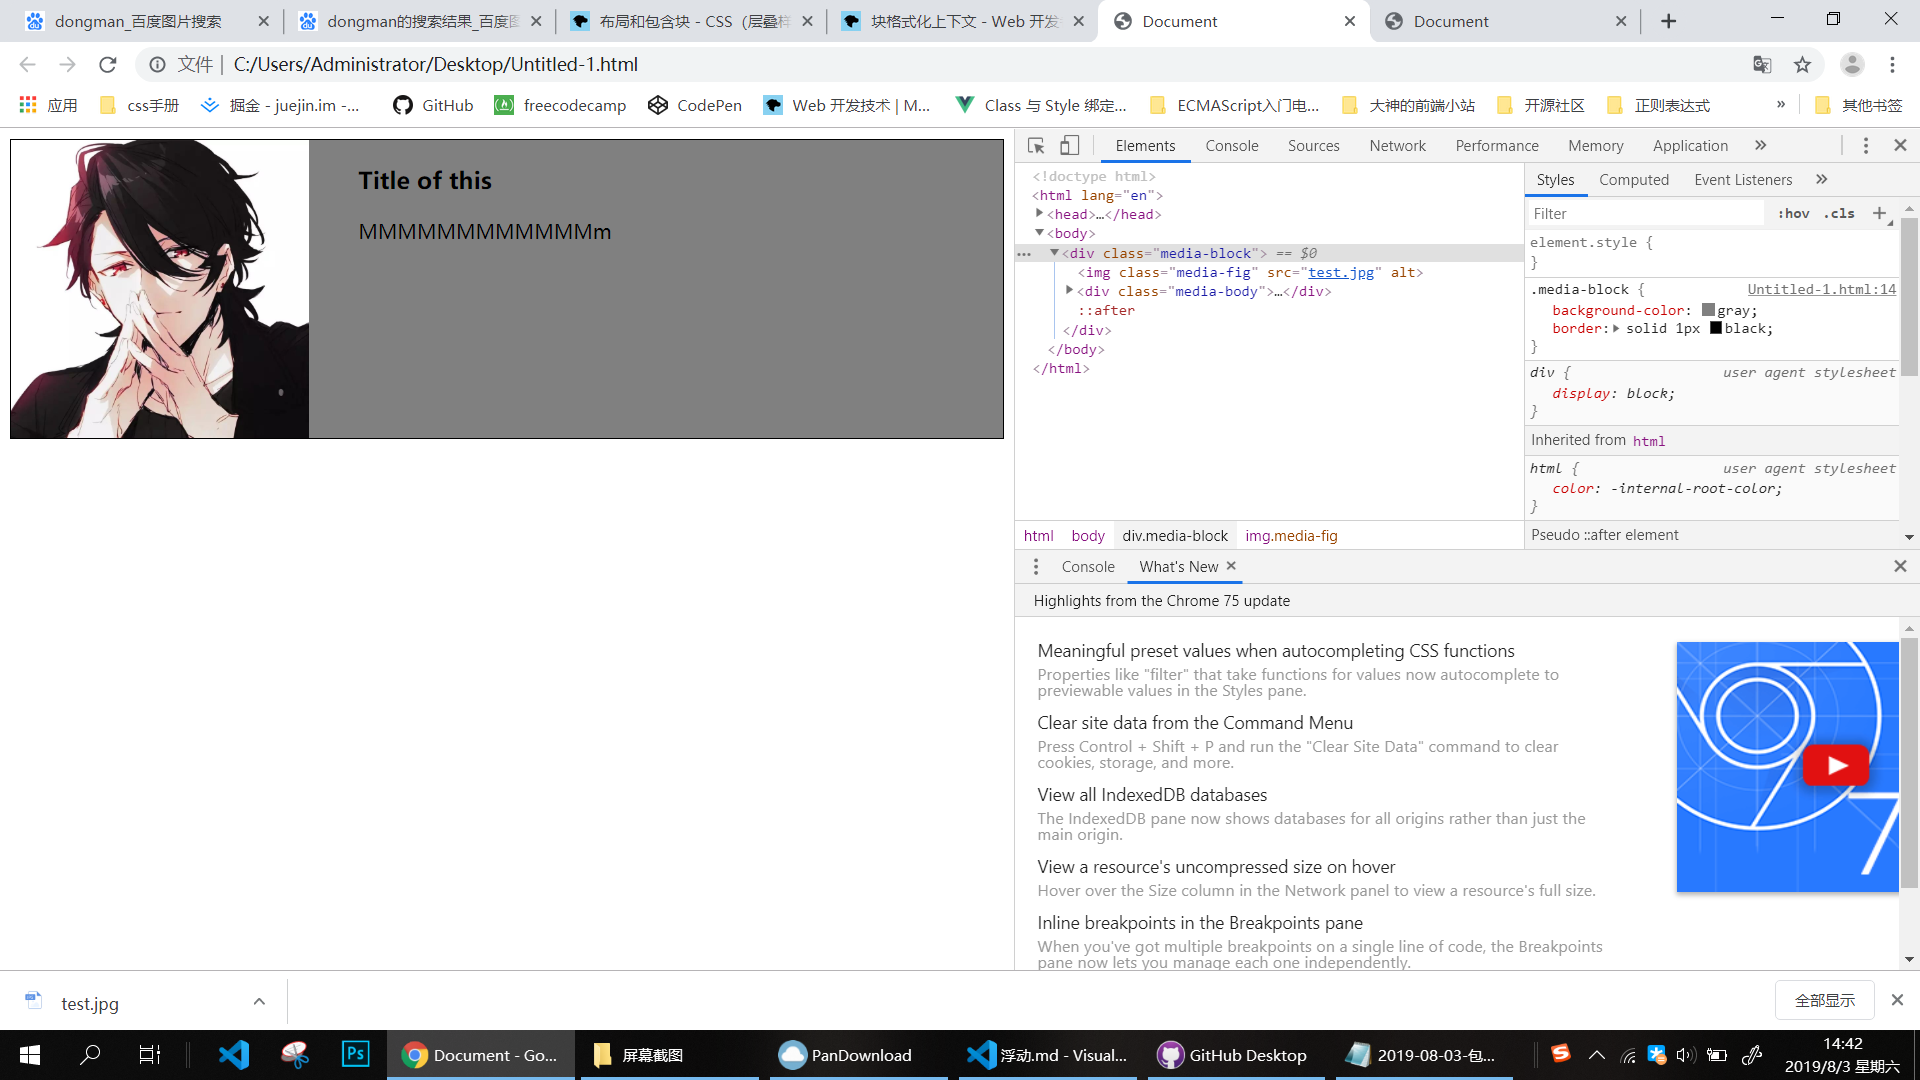 dongman_百度图片搜索
dongman的搜索结果_百度图
布局和包含块 - CSS（层叠样
块格式化上下文 - Web 开发
Document
Document
文件 | C:/Users/Administrator/Desktop/Untitled-1.html
应用
css手册
掘金 - juejin.im -...
GitHub
freecodecamp
CodePen
Web 开发技术 | M...
Class 与 Style 绑定...
ECMAScript入门电...
大神的前端小站
开源社区
正则表达式
»
其他书签
Title of this
MMMMMMMMMMMMm
Elements Console Sources Network Performance Memory Application »
<!doctype html>
<html lang="en">
<head>…</head>
<body>
<div class="media-block"> == $0
<img class="media-fig" src="test.jpg" alt>
<div class="media-body">…</div>
::after
</div>
</body>
</html>
html body div.media-block img.media-fig
Styles Computed Event Listeners »
Filter :hov .cls +
element.style {
}
.media-block { Untitled-1.html:14
background-color: gray;
border: solid 1px black;
}
div { user agent stylesheet
display: block;
}
Inherited from html
html { user agent stylesheet
color: -internal-root-color;
}
Pseudo ::after element
Console What's New
Highlights from the Chrome 75 update
Meaningful preset values when autocompleting CSS functions
Properties like "filter" that take functions for values now autocomplete to
previewable values in the Styles pane.
Clear site data from the Command Menu
Press Control + Shift + P and run the "Clear Site Data" command to clear
cookies, storage, and more.
View all IndexedDB databases
The IndexedDB pane now shows databases for all origins rather than just the
main origin.
View a resource's uncompressed size on hover
Hover over the Size column in the Network panel to view a resource's full size.
Inline breakpoints in the Breakpoints pane
When you've got multiple breakpoints on a single line of code, the Breakpoints
pane now lets you manage each one independently.
7
test.jpg
全部显示
Ps
Document - Go...
屏幕截图
PanDownload
浮动.md - Visual...
GitHub Desktop
2019-08-03-包...
14:42
2019/8/3 星期六